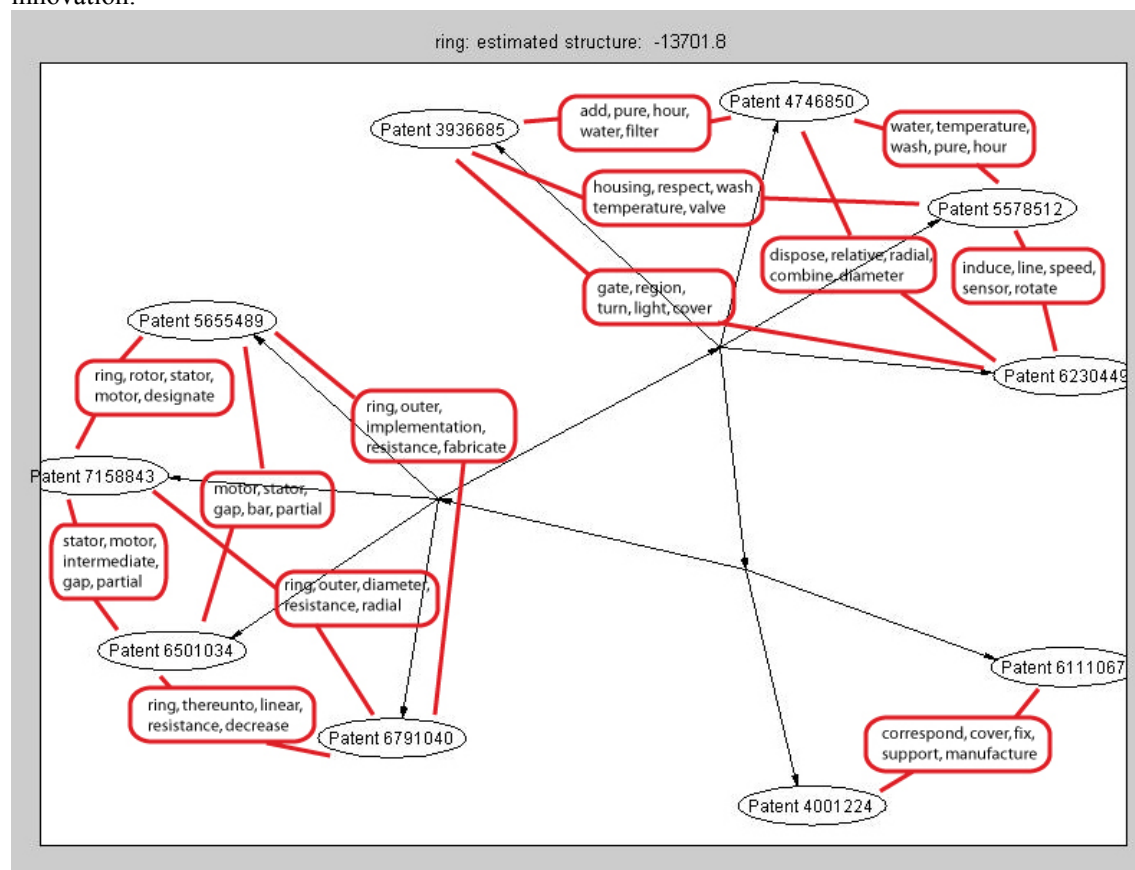 innovation.
ring: estimated structure: -13701.8
Patent 3936685
add, pure, hour,
water, filter
Patent 4746850
water, temperature,
wash, pure, hour
housing, respect, wash
temperature, valve
Patent 5578512
dispose, relative, radial,
combine, diameter
induce, line, speed,
sensor, rotate
gate, region,
turn, light, cover
Patent 6230449
Patent 5655489
ring, rotor, stator,
motor, designate
ring, outer,
implementation,
resistance, fabricate
Patent 7158843
motor, stator,
gap, bar, partial
stator, motor,
intermediate,
gap, partial
ring, outer, diameter,
resistance, radial
Patent 6501034
Patent 6111067
ring, thereunto, linear,
resistance, decrease
Patent 6791040
correspond, cover, fix,
support, manufacture
Patent 4001224